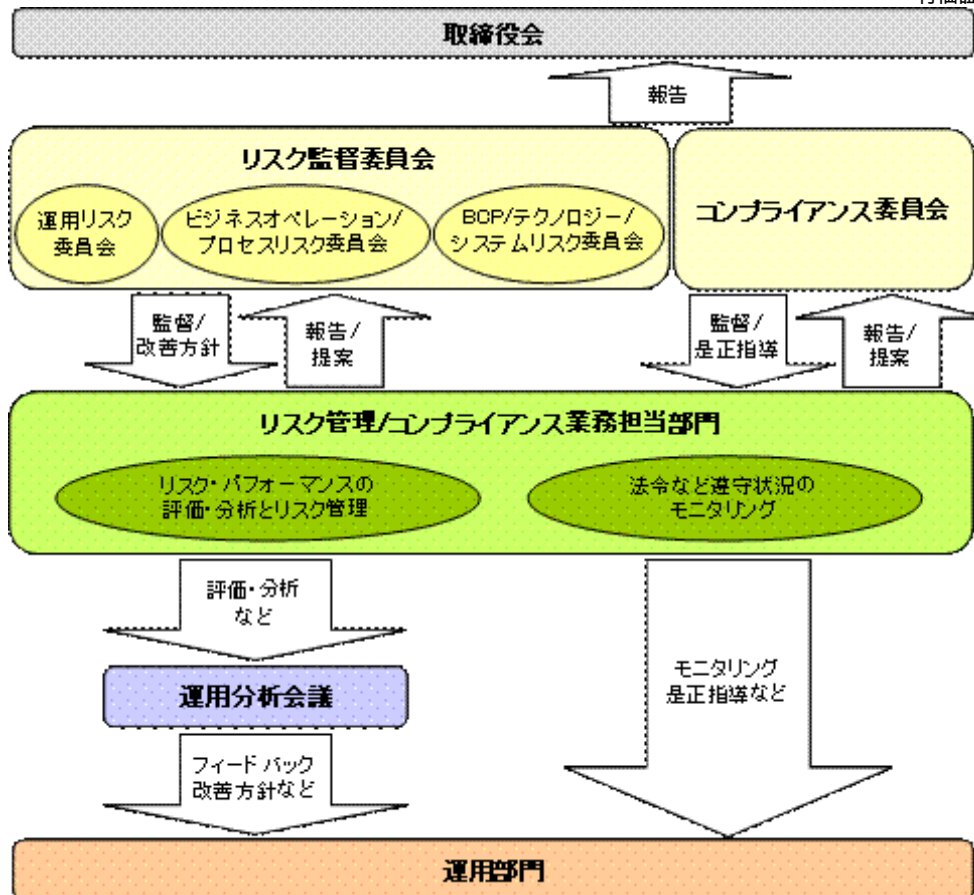 取締役会
報告
リスク監督委員会
運用リスク
委員会
ビジネスオペレーション/
プロセスリスク委員会
BCP/テクノロジー/
システムリスク委員会
コンプライアンス委員会
監督/
改善方針
報告/
提案
監督/
是正指導
報告/
提案
リスク管理/コンプライアンス業務担当部門
リスク・パフォーマンスの
評価・分析とリスク管理
法令など遵守状況の
モニタリング
評価・分析
など
運用分析会議
モニタリング
是正指導など
フィードバック
改善方針など
運用部門